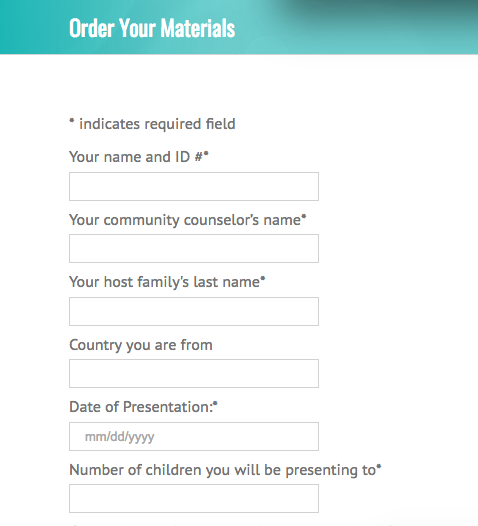 Order Your Materials
* indicates required field
Your name and ID #*
Your community counselor's name*
Your host family's last name*
Country you are from
Date of Presentation:*
mm/dd/yyyy
Number of children you will be presenting to*